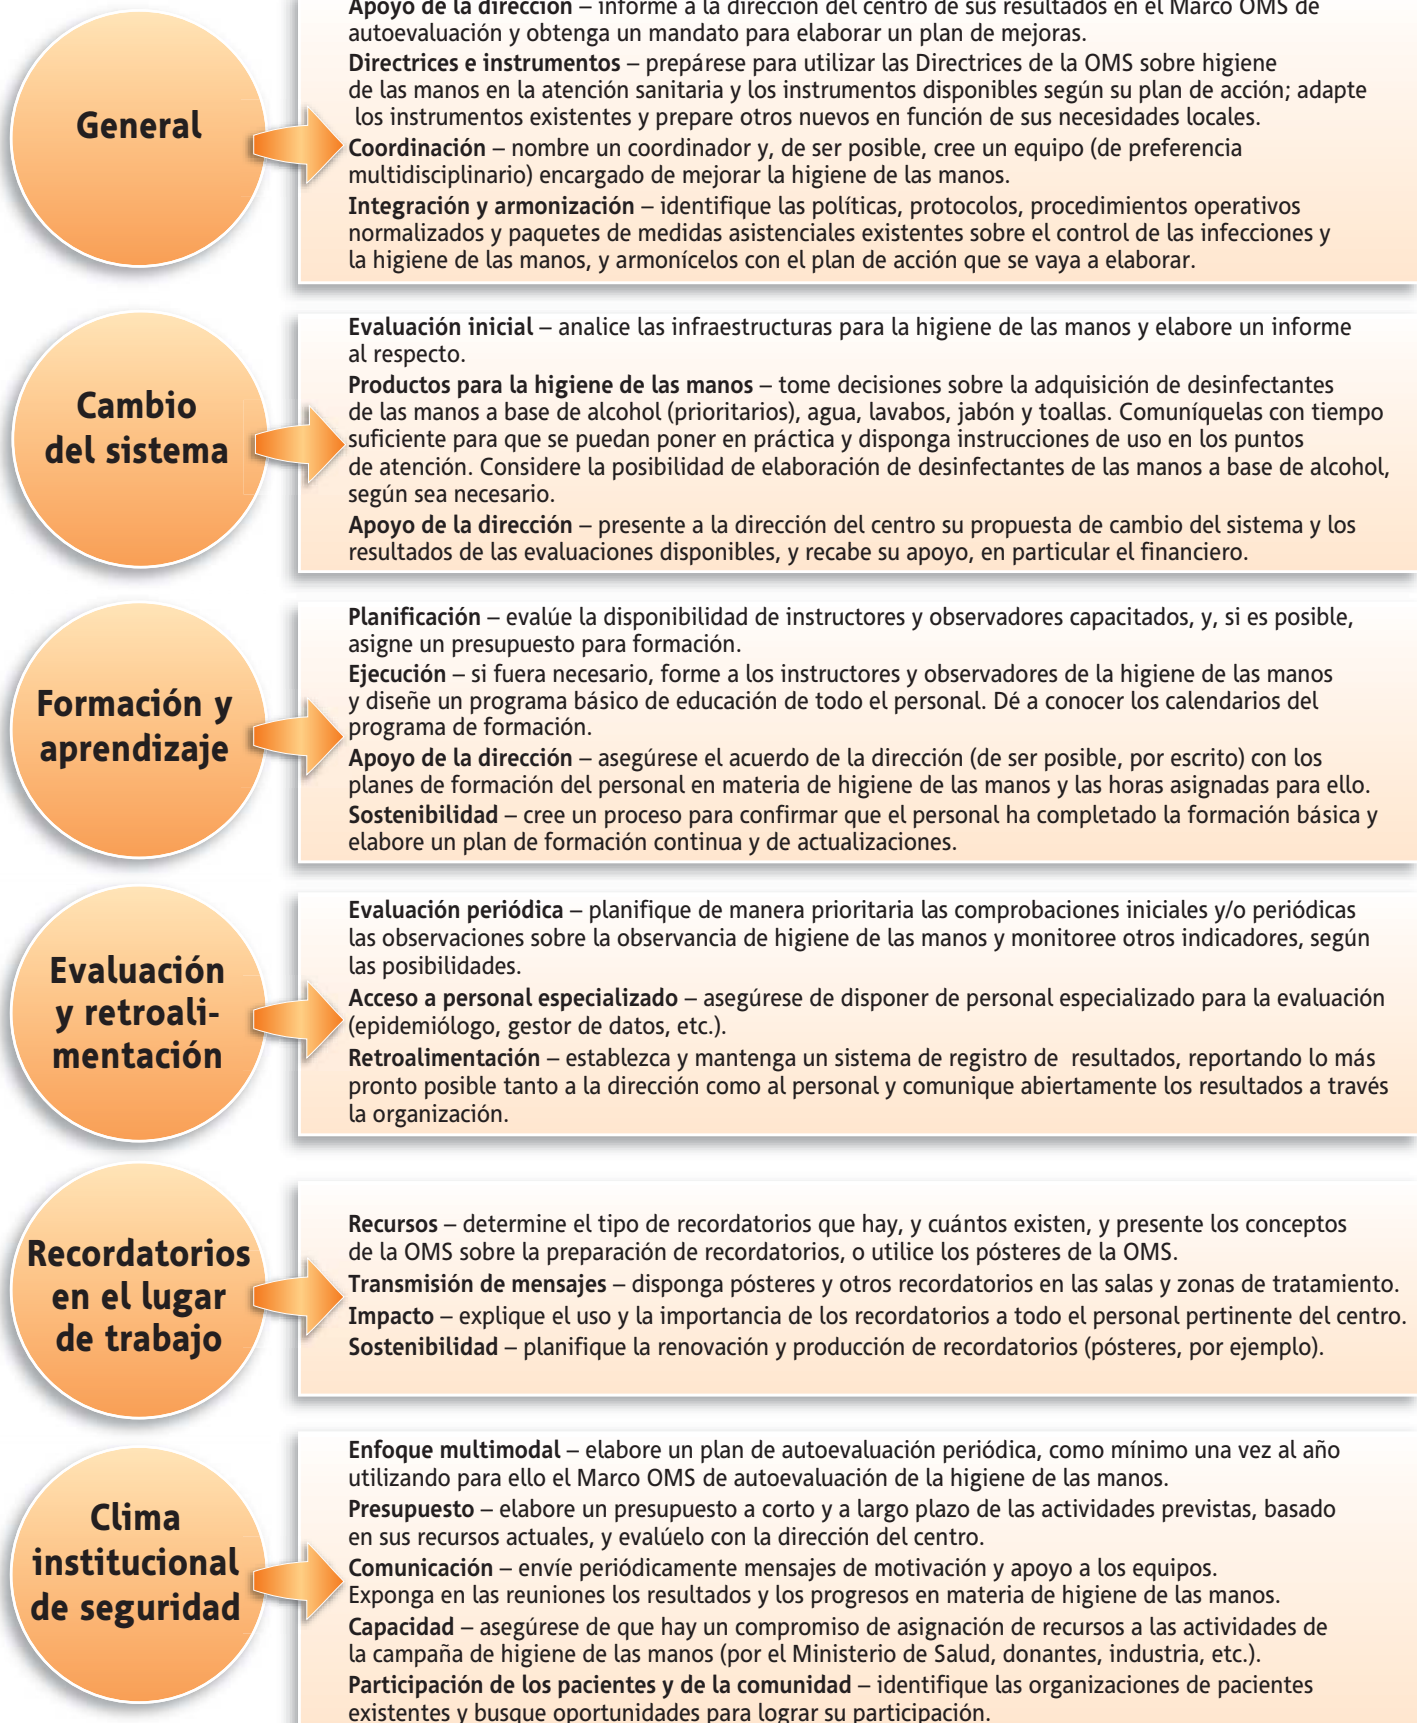 General
Apoyo de la dirección – informe a la dirección del centro de sus resultados en el Marco OMS de
autoevaluación y obtenga un mandato para elaborar un plan de mejoras.
Directrices e instrumentos – prepárese para utilizar las Directrices de la OMS sobre higiene
de las manos en la atención sanitaria y los instrumentos disponibles según su plan de acción; adapte
los instrumentos existentes y prepare otros nuevos en función de sus necesidades locales.
Coordinación – nombre un coordinador y, de ser posible, cree un equipo (de preferencia
multidisciplinario) encargado de mejorar la higiene de las manos.
Integración y armonización – identifique las políticas, protocolos, procedimientos operativos
normalizados y paquetes de medidas asistenciales existentes sobre el control de las infecciones y
la higiene de las manos, y armonícelos con el plan de acción que se vaya a elaborar.
Cambio
del sistema
Evaluación inicial – analice las infraestructuras para la higiene de las manos y elabore un informe
al respecto.
Productos para la higiene de las manos – tome decisiones sobre la adquisición de desinfectantes
de las manos a base de alcohol (prioritarios), agua, lavabos, jabón y toallas. Comuníquelas con tiempo
suficiente para que se puedan poner en práctica y disponga instrucciones de uso en los puntos
de atención. Considere la posibilidad de elaboración de desinfectantes de las manos a base de alcohol,
según sea necesario.
Apoyo de la dirección – presente a la dirección del centro su propuesta de cambio del sistema y los
resultados de las evaluaciones disponibles, y recabe su apoyo, en particular el financiero.
Formación y
aprendizaje
Planificación – evalúe la disponibilidad de instructores y observadores capacitados, y, si es posible,
asigne un presupuesto para formación.
Ejecución – si fuera necesario, forme a los instructores y observadores de la higiene de las manos
y diseñe un programa básico de educación de todo el personal. Dé a conocer los calendarios del
programa de formación.
Apoyo de la dirección – asegúrese el acuerdo de la dirección (de ser posible, por escrito) con los
planes de formación del personal en materia de higiene de las manos y las horas asignadas para ello.
Sostenibilidad – cree un proceso para confirmar que el personal ha completado la formación básica y
elabore un plan de formación continua y de actualizaciones.
Evaluación
y retroali-
mentación
Evaluación periódica – planifique de manera prioritaria las comprobaciones iniciales y/o periódicas
las observaciones sobre la observancia de higiene de las manos y monitoree otros indicadores, según
las posibilidades.
Acceso a personal especializado – asegúrese de disponer de personal especializado para la evaluación
(epidemiólogo, gestor de datos, etc.).
Retroalimentación – establezca y mantenga un sistema de registro de resultados, reportando lo más
pronto posible tanto a la dirección como al personal y comunique abiertamente los resultados a través
la organización.
Recordatorios
en el lugar
de trabajo
Recursos – determine el tipo de recordatorios que hay, y cuántos existen, y presente los conceptos
de la OMS sobre la preparación de recordatorios, o utilice los pósteres de la OMS.
Transmisión de mensajes – disponga pósteres y otros recordatorios en las salas y zonas de tratamiento.
Impacto – explique el uso y la importancia de los recordatorios a todo el personal pertinente del centro.
Sostenibilidad – planifique la renovación y producción de recordatorios (pósteres, por ejemplo).
Clima
institucional
de seguridad
Enfoque multimodal – elabore un plan de autoevaluación periódica, como mínimo una vez al año
utilizando para ello el Marco OMS de autoevaluación de la higiene de las manos.
Presupuesto – elabore un presupuesto a corto y a largo plazo de las actividades previstas, basado
en sus recursos actuales, y evalúelo con la dirección del centro.
Comunicación – envíe periódicamente mensajes de motivación y apoyo a los equipos.
Exponga en las reuniones los resultados y los progresos en materia de higiene de las manos.
Capacidad – asegúrese de que hay un compromiso de asignación de recursos a las actividades de
la campaña de higiene de las manos (por el Ministerio de Salud, donantes, industria, etc.).
Participación de los pacientes y de la comunidad – identifique las organizaciones de pacientes
existentes y busque oportunidades para lograr su participación.